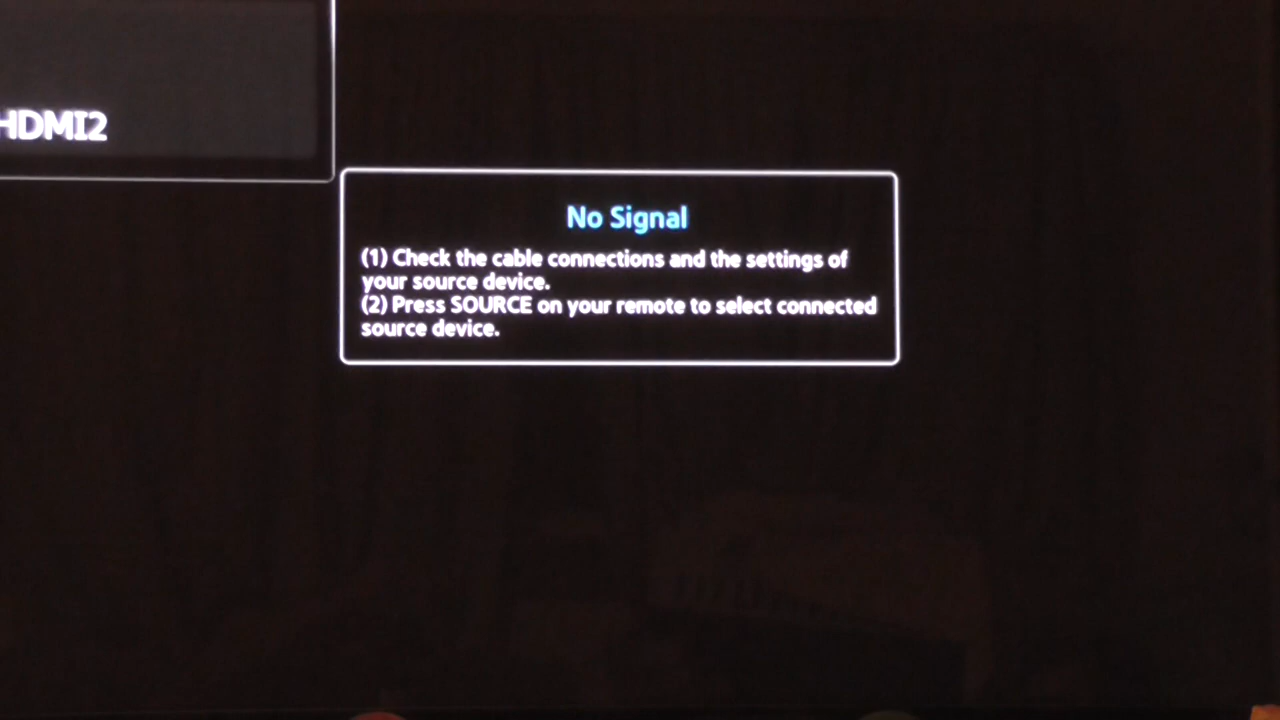 HDMI2
No Signal
(1) Check the cable connections and the settings of
your source device.
(2) Press SOURCE on your remote to select connected
source device.